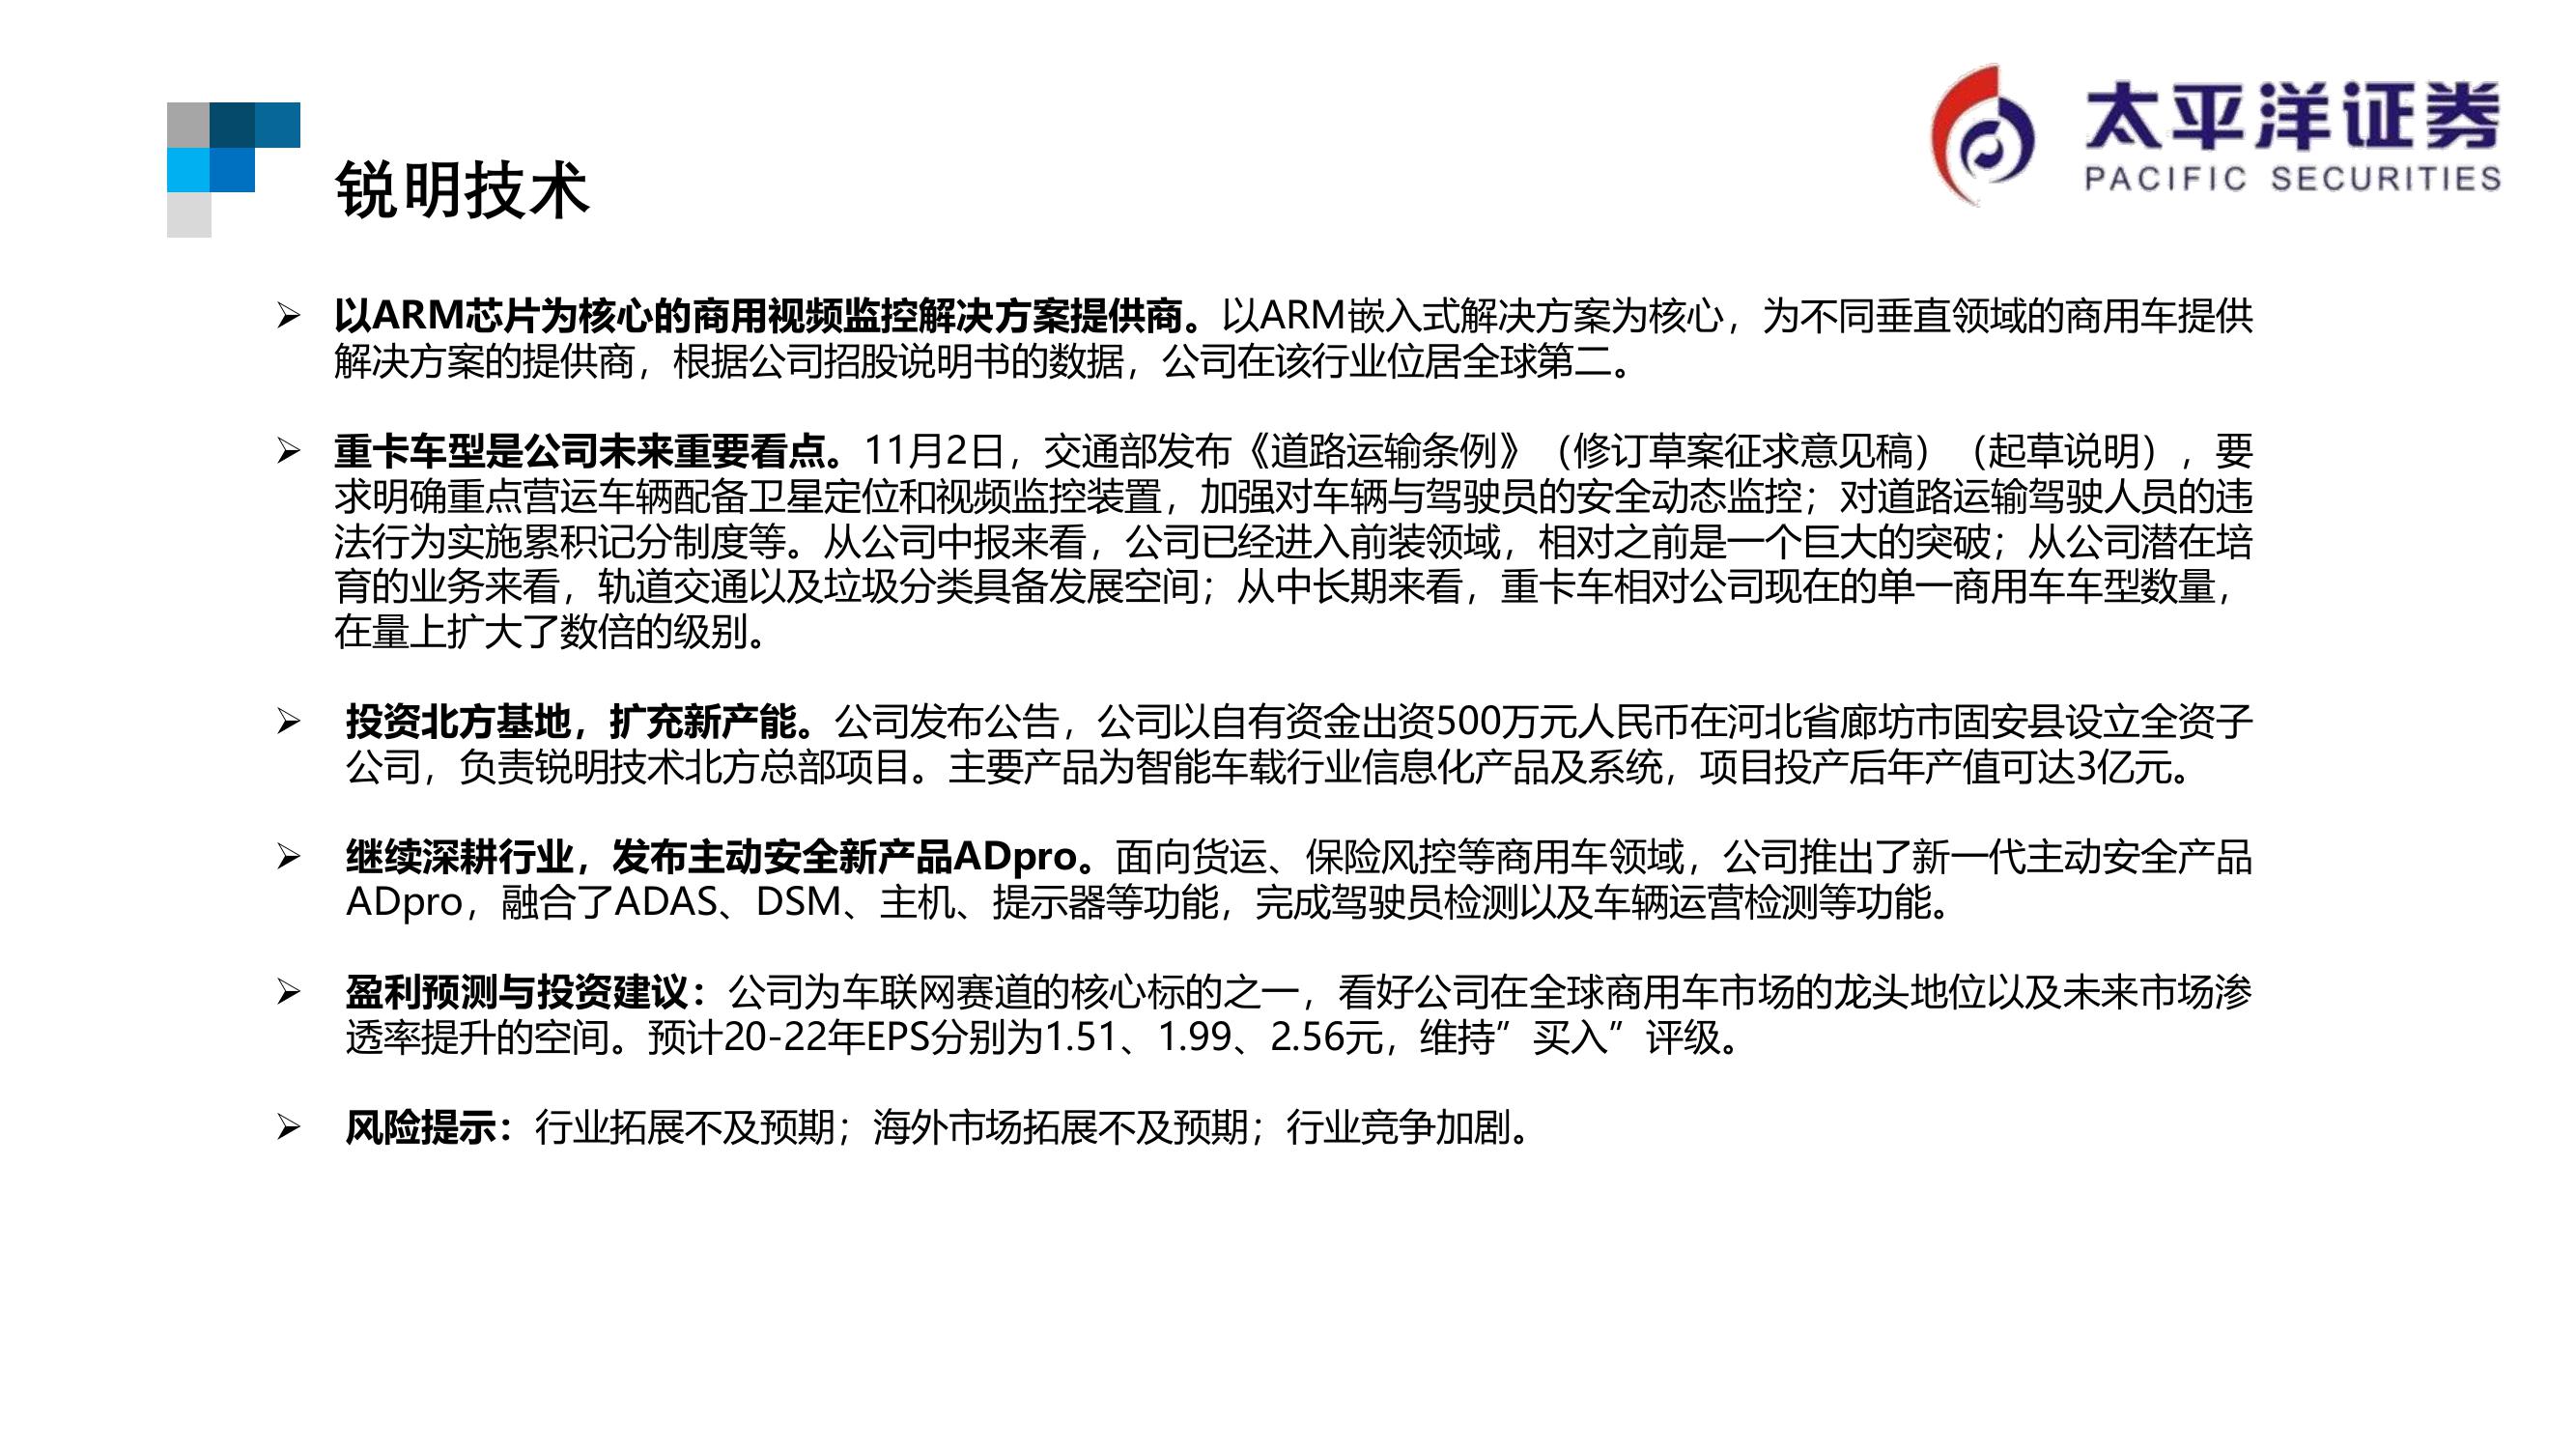 太平洋证券
PACIFIC SECURITIES
锐明技术
以ARM芯片为核心的商用视频监控解决方案提供商。以ARM嵌入式解决方案为核心，为不同垂直领域的商用车提供
解决方案的提供商，根据公司招股说明书的数据，公司在该行业位居全球第二。
重卡车型是公司未来重要看点。11月2日，交通部发布《道路运输条例》（修订草案征求意见稿）（起草说明），要
求明确重点营运车辆配备卫星定位和视频监控装置，加强对车辆与驾驶员的安全动态监控；对道路运输驾驶人员的违
法行为实施累积记分制度等。从公司中报来看，公司已经进入前装领域，相对之前是一个巨大的突破；从公司潜在培
育的业务来看，轨道交通以及垃圾分类具备发展空间；从中长期来看，重卡车相对公司现在的单一商用车车型数量，
在量上扩大了数倍的级别。
投资北方基地，扩充新产能。公司发布公告，公司以自有资金出资500万元人民币在河北省廊坊市固安县设立全资子
公司，负责锐明技术北方总部项目。主要产品为智能车载行业信息化产品及系统，项目投产后年产值可达3亿元。
继续深耕行业，发布主动安全新产品ADpro。面向货运、保险风控等商用车领域，公司推出了新一代主动安全产品
ADpro，融合了ADAS、DSM、主机、提示器等功能，完成驾驶员检测以及车辆运营检测等功能。
盈利预测与投资建议：公司为车联网赛道的核心标的之一，看好公司在全球商用车市场的龙头地位以及未来市场渗
透率提升的空间。预计20-22年EPS分别为1.51、1.99、2.56元，维持”买入”评级。
风险提示：行业拓展不及预期；海外市场拓展不及预期；行业竞争加剧。